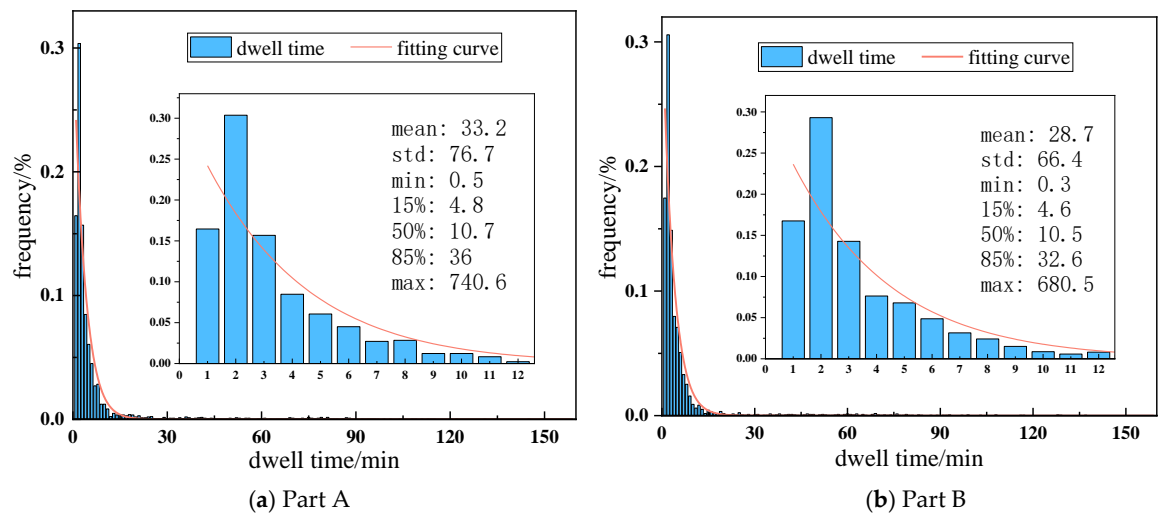 dwell time
fitting curve
mean: 33.2
std: 76.7
min: 0.5
15%: 4.8
50%: 10.7
85%: 36
max: 740.6
0.30
0.25
0.20
0.15
0.10
0.05
0.00
0 1 2 3 4 5 6 7 8 9 10 11 12
frequency/%
0.3
0.2
0.1
0.0
0 30 60 90 120 150
dwell time/min
(a) Part A
dwell time
fitting curve
mean: 28.7
std: 66.4
min: 0.3
15%: 4.6
50%: 10.5
85%: 32.6
max: 680.5
0.30
0.25
0.20
0.15
0.10
0.05
0.00
0 1 2 3 4 5 6 7 8 9 10 11 12
frequency/%
0.3
0.2
0.1
0.0
0 30 60 90 120 150
dwell time/min
(b) Part B